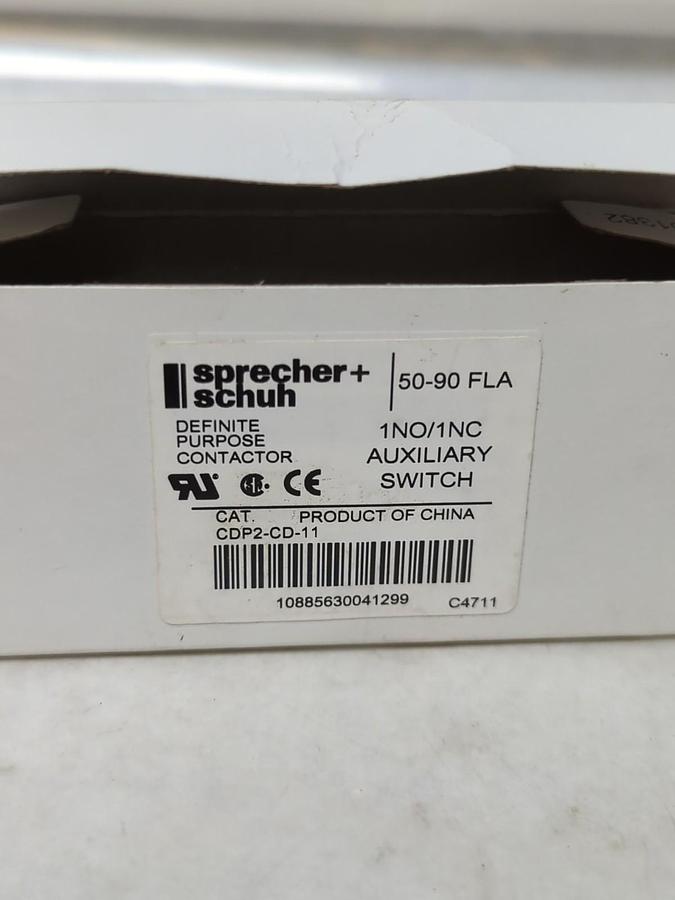 sprecher+
schuh
50-90 FLA
DEFINITE
PURPOSE
CONTACTOR
1NO/1NC
AUXILIARY
SWITCH
CE
CAT.
PRODUCT OF CHINA
CDP2-CD-11
10885630041299
C4711